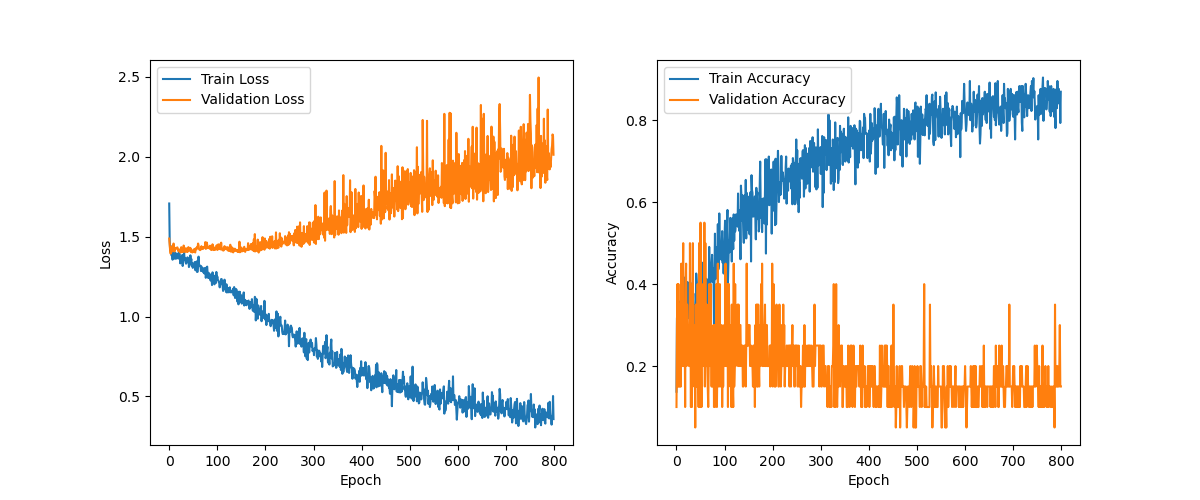 Train Loss
Validation Loss
2.5
2.0
1.5
1.0
0.5
Loss
0 100 200 300 400 500 600 700 800
Epoch
Train Accuracy
Validation Accuracy
0.8
0.6
0.4
0.2
Accuracy
0 100 200 300 400 500 600 700 800
Epoch